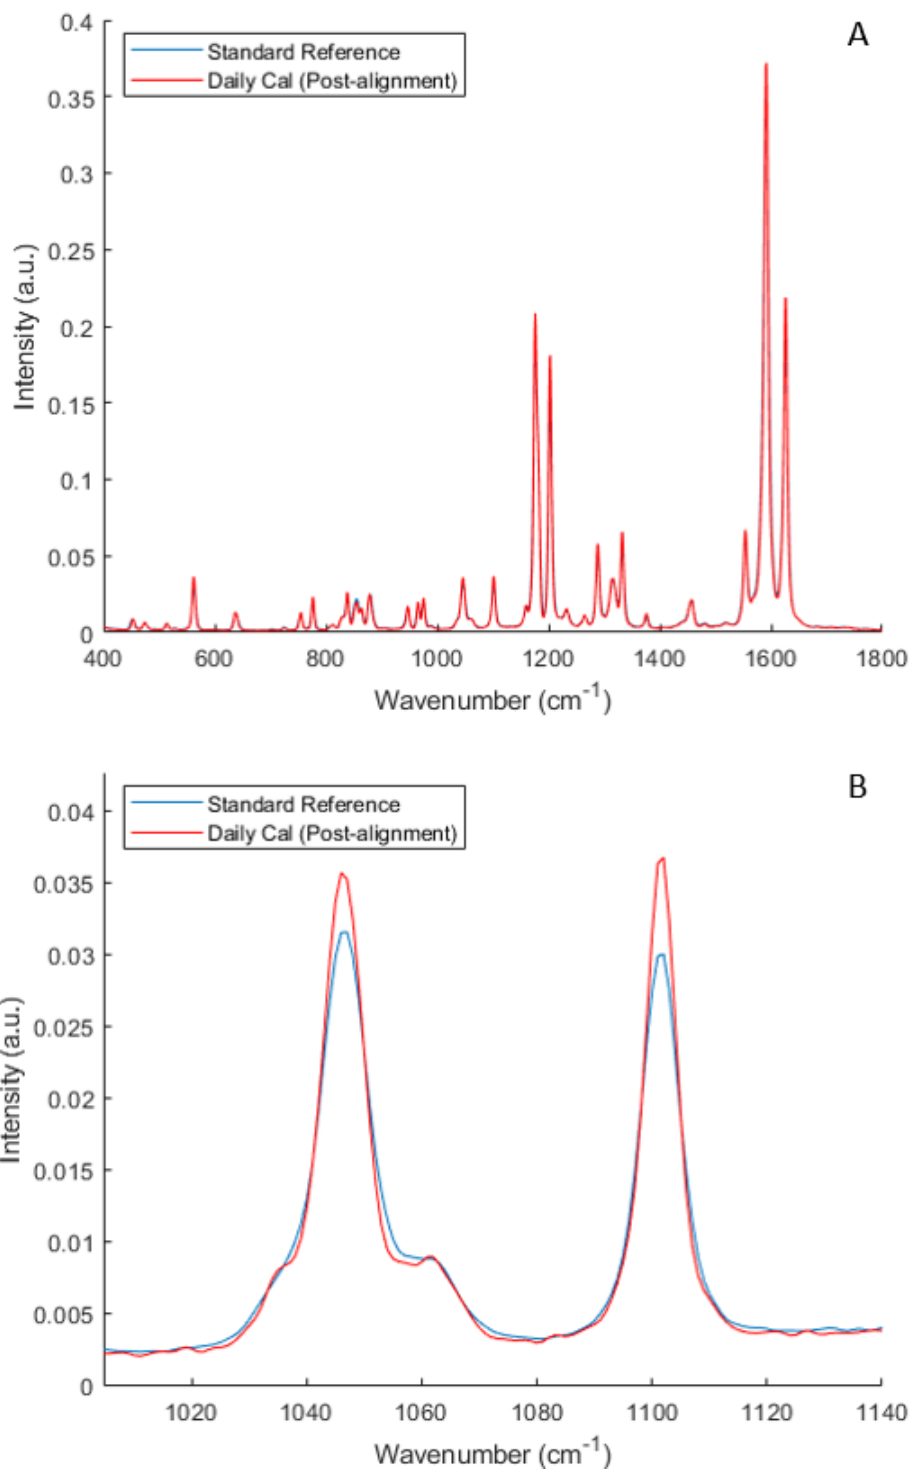 A
Standard Reference
Daily Cal (Post-alignment)
0.4
0.35
0.3
0.25
0.2
0.15
0.1
0.05
0
Intensity (a.u.)
400 600 800 1000 1200 1400 1600 1800
Wavenumber (cm⁻¹)
B
Standard Reference
Daily Cal (Post-alignment)
0.04
0.035
0.03
0.025
0.02
0.015
0.01
0.005
0
Intensity (a.u.)
1020 1040 1060 1080 1100 1120 1140
Wavenumber (cm⁻¹)